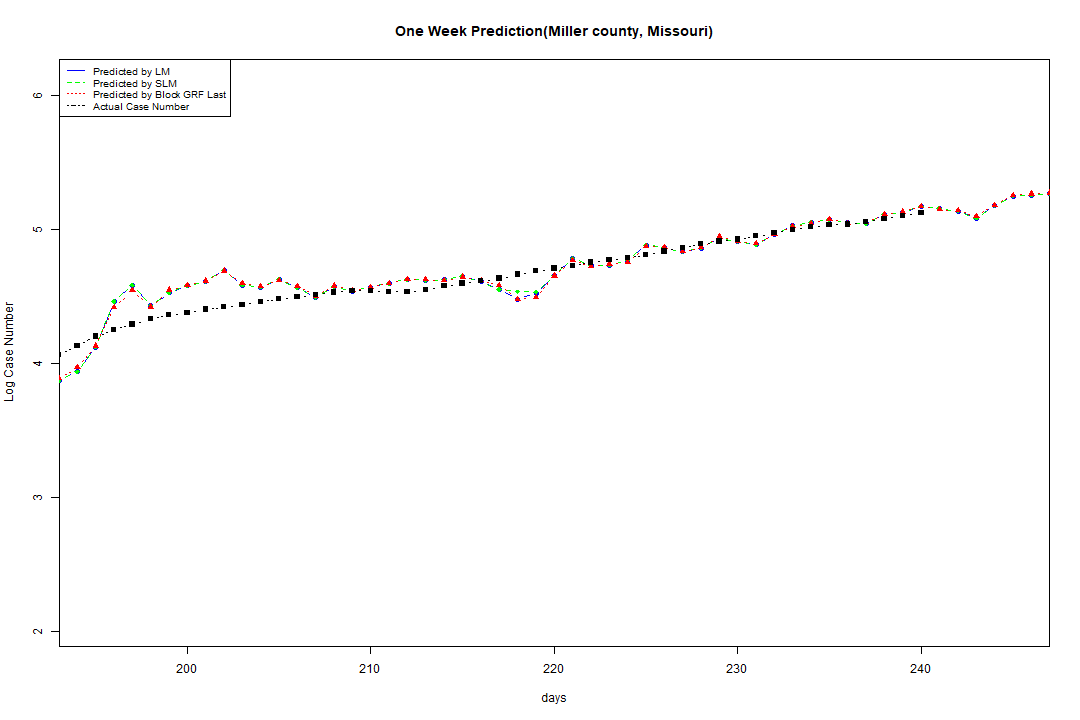 One Week Prediction(Miller county, Missouri)
Predicted by LM
Predicted by SLM
Predicted by Block GRF Last
Actual Case Number
6
5
4
3
2
Log Case Number
200 210 220 230 240
days